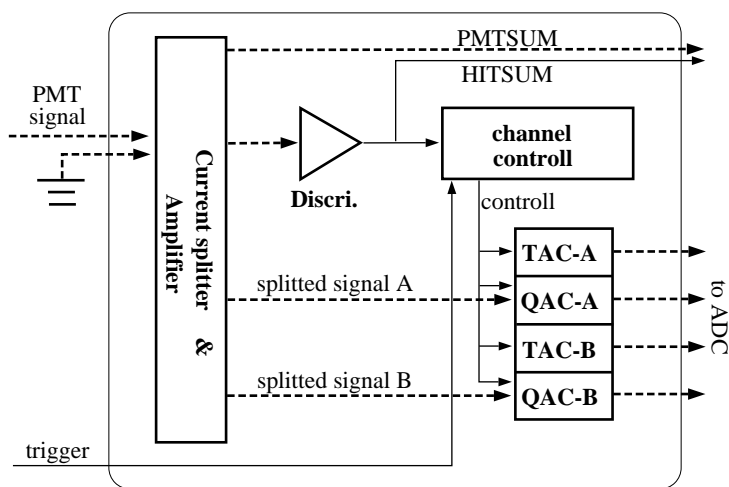 PMTSUM
HITSUM
PMT
signal
channel
controll
Discri.
controll
Current splitter &
Amplifier
TAC-A
splitted signal A
QAC-A
TAC-B
splitted signal B
QAC-B
to ADC
trigger